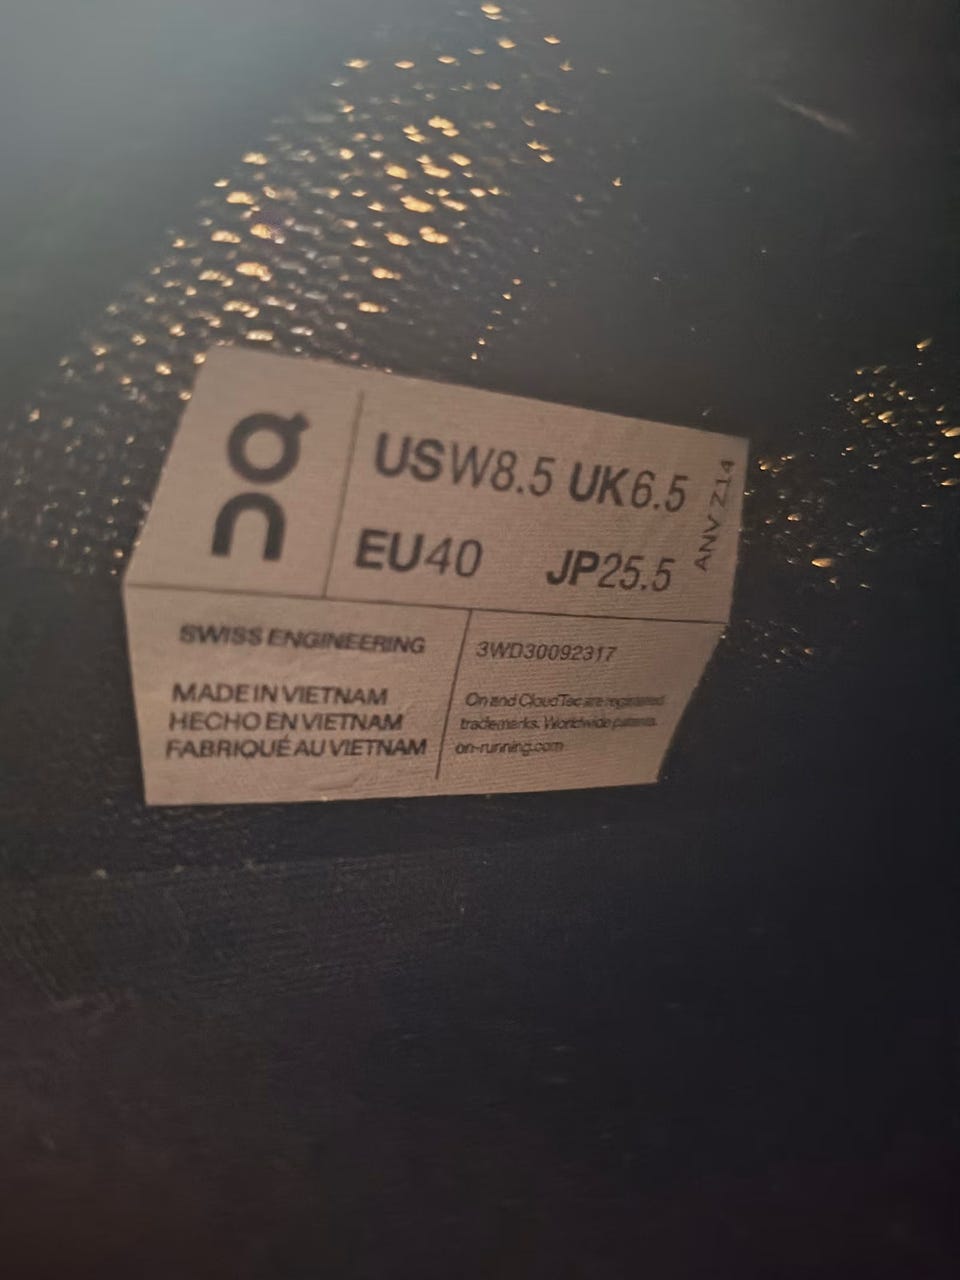 On
USW8.5 UK6.5
EU40 JP25.5
ANV Z14
SWISS ENGINEERING
MADE IN VIETNAM
HECHO EN VIETNAM
FABRIQUÉ AU VIETNAM
3WD30092317
On and CloudTec are registered
trademarks. Worldwide patents.
on-running.com